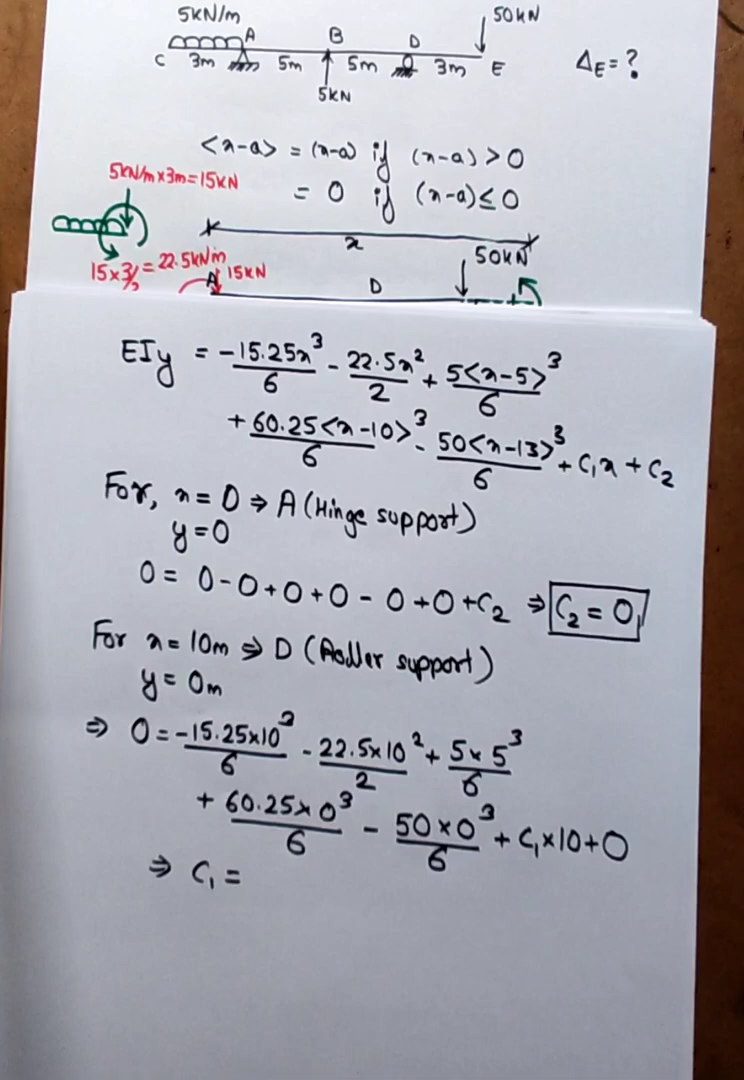 5kN/m
50kN
A
B
D
C 3m 5m 5m 3m E
5kN
Δ_E = ?
<x-a> = (x-a) if (x-a) > 0
= 0 if (x-a) ≤ 0
5kN/m×3m=15kN
x
15×3/2=22.5kNm
50kN
A 15kN
D
EIy = -15.25x³/6 - 22.5x²/2 + 5<x-5>³/6
+ 60.25<x-10>³/6 - 50<x-13>³/6 + C₁x + C₂
For, x=0 ⇒ A (Hinge support)
y=0
0 = 0-0+0+0-0+0+C₂ ⇒ C₂ = 0
For x=10m ⇒ D (Roller support)
y=0m
⇒ 0 = -15.25×10³/6 - 22.5×10²/2 + 5×5³/6
+ 60.25×0³/6 - 50×0³/6 + C₁×10+0
⇒ C₁ =